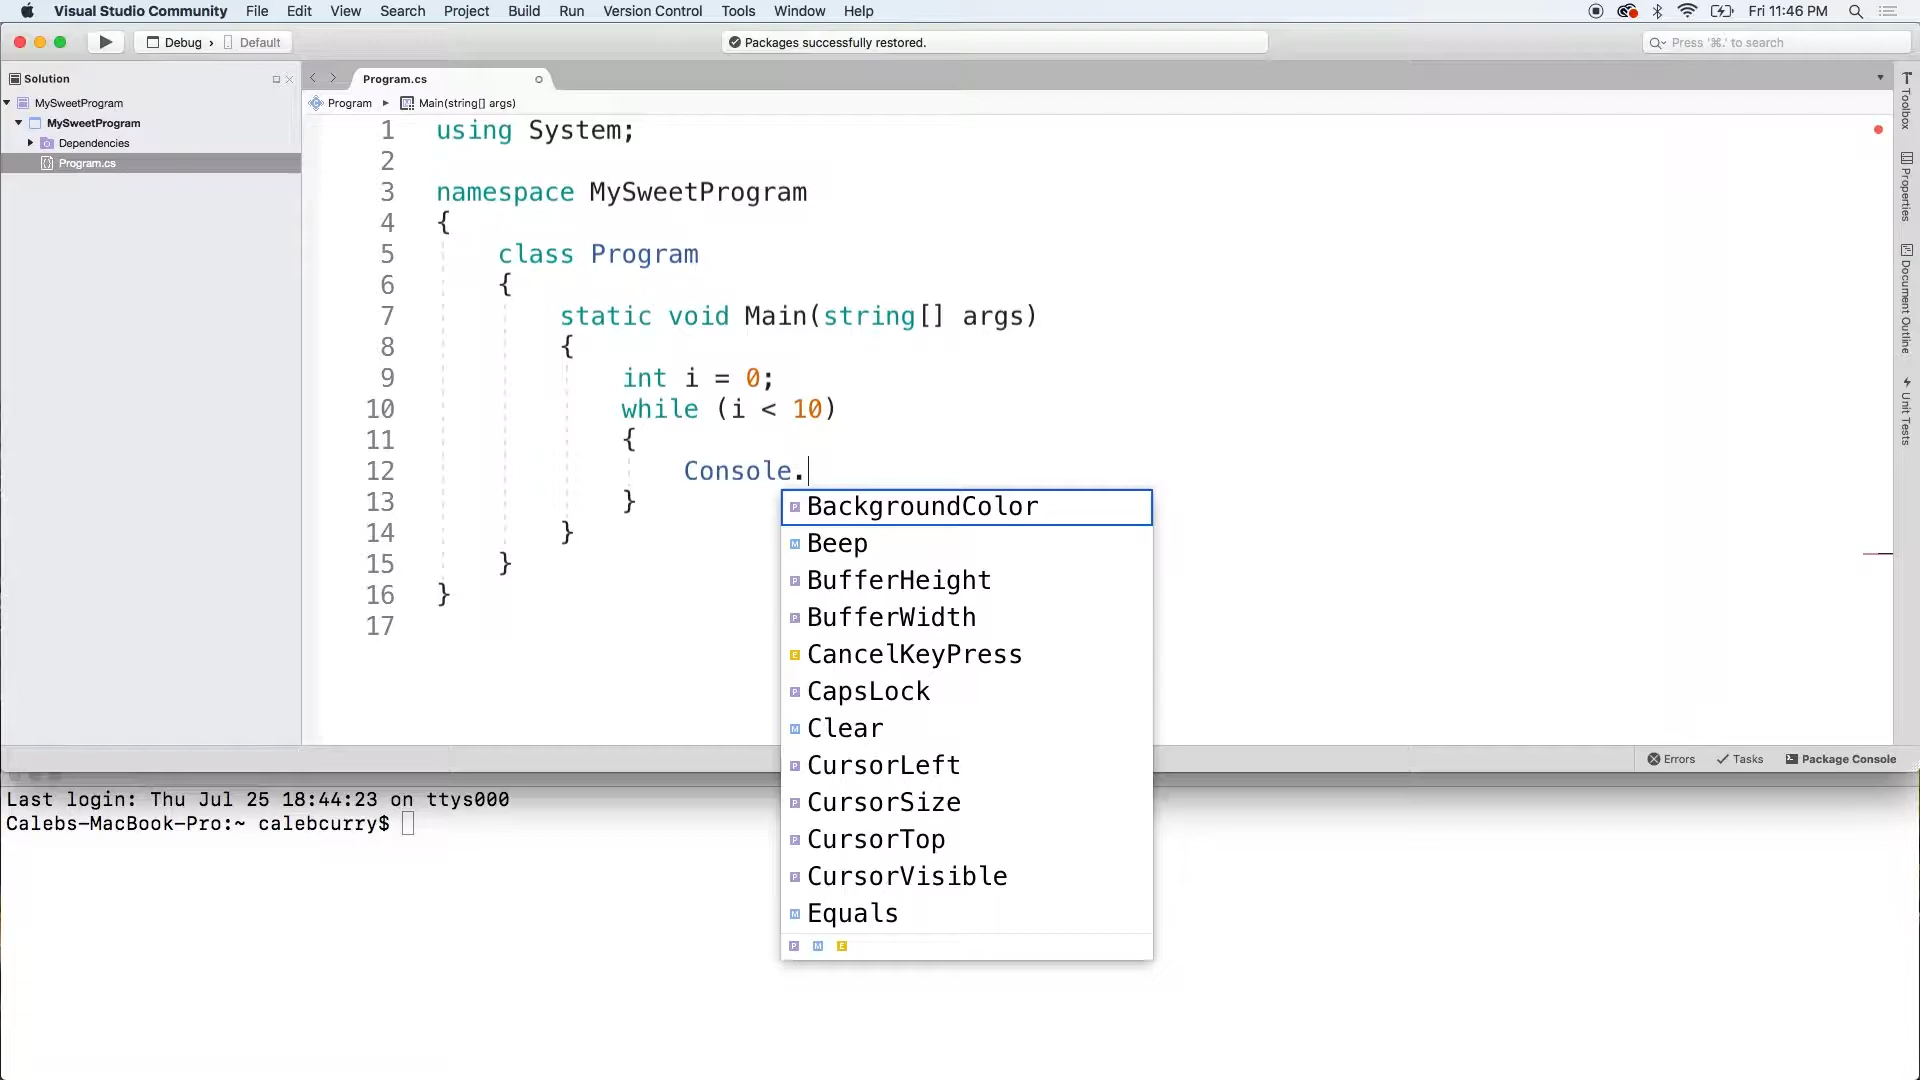 Visual Studio Community File Edit View Search Project Build Run Version Control Tools Window Help Fri 11:46 PM
Debug › Default
Packages successfully restored.
Press '⌘.' to search
Solution
MySweetProgram
MySweetProgram
Dependencies
Program.cs
Program.cs
Program ▸ Main(string[] args)
1 using System;
2
3 namespace MySweetProgram
4 {
5 class Program
6 {
7 static void Main(string[] args)
8 {
9 int i = 0;
10 while (i < 10)
11 {
12 Console.
13 }
14 }
15 }
16 }
17
BackgroundColor
Beep
BufferHeight
BufferWidth
CancelKeyPress
CapsLock
Clear
CursorLeft
CursorSize
CursorTop
CursorVisible
Equals
P M E
Toolbox
Properties
Document Outline
Unit Tests
Errors Tasks Package Console
Last login: Thu Jul 25 18:44:23 on ttys000
Calebs-MacBook-Pro:~ calebcurry$